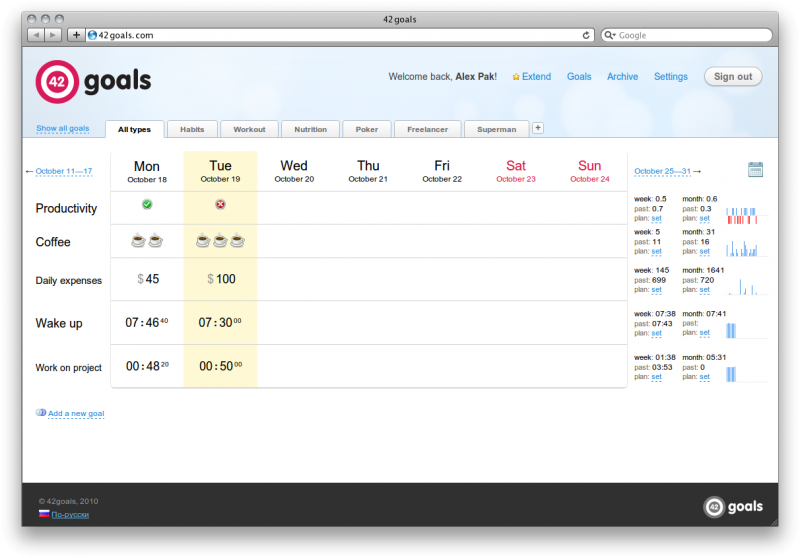 42goals
42goals.com
Google
42 goals
Welcome back, Alex Pak! Extend Goals Archive Settings Sign out
Show all goals All types Habits Workout Nutrition Poker Freelancer Superman +
← October 11—17
Mon Tue Wed Thu Fri Sat Sun
October 18 October 19 October 20 October 21 October 22 October 23 October 24
October 25—31 →
Productivity
week: 0.5 month: 0.6
past: 0.7 past: 0.3
plan: set plan: set
Coffee
week: 5 month: 31
past: 11 past: 16
plan: set plan: set
Daily expenses $45 $100
week: 145 month: 1641
past: 699 past: 720
plan: set plan: set
Wake up 07:46 40 07:30 00
week: 07:38 month: 07:41
past: 07:43 past:
plan: set plan: set
Work on project 00:48 20 00:50 00
week: 01:38 month: 05:31
past: 03:53 past: 0
plan: set plan: set
Add a new goal
© 42goals, 2010
По-русски
42 goals